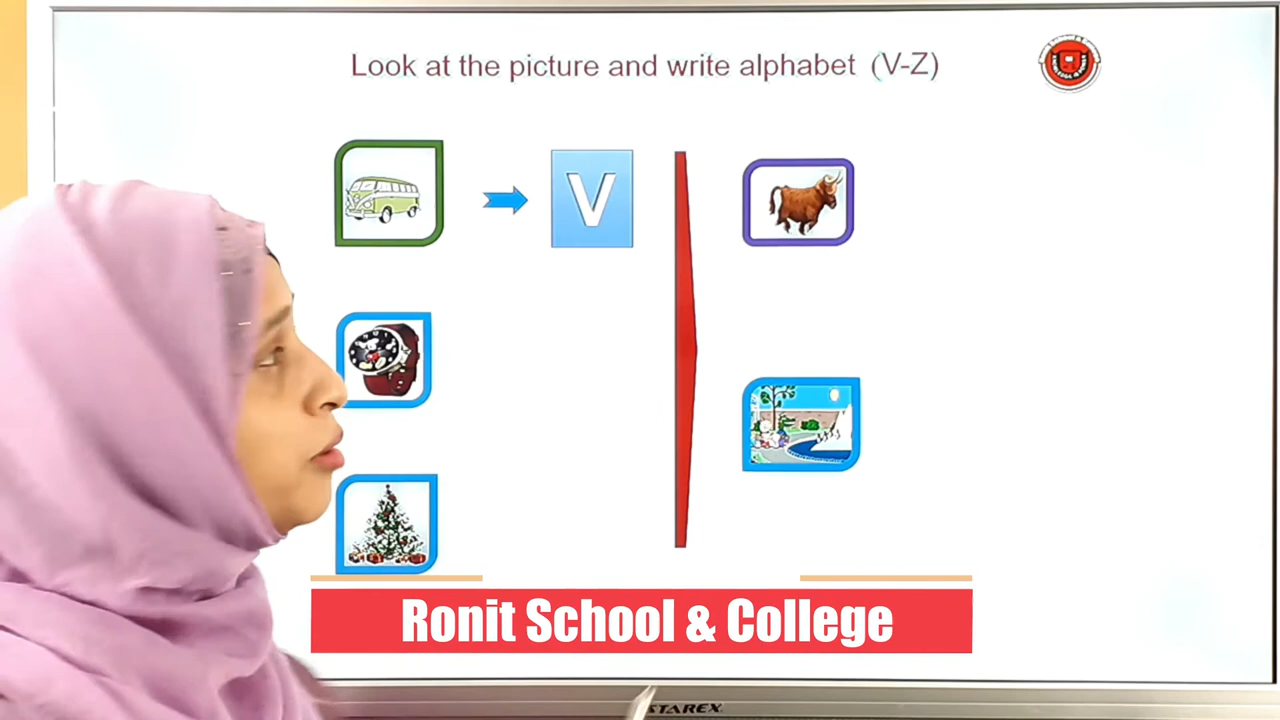 Look at the picture and write alphabet (V-Z)
V
Ronit School & College
STAREX